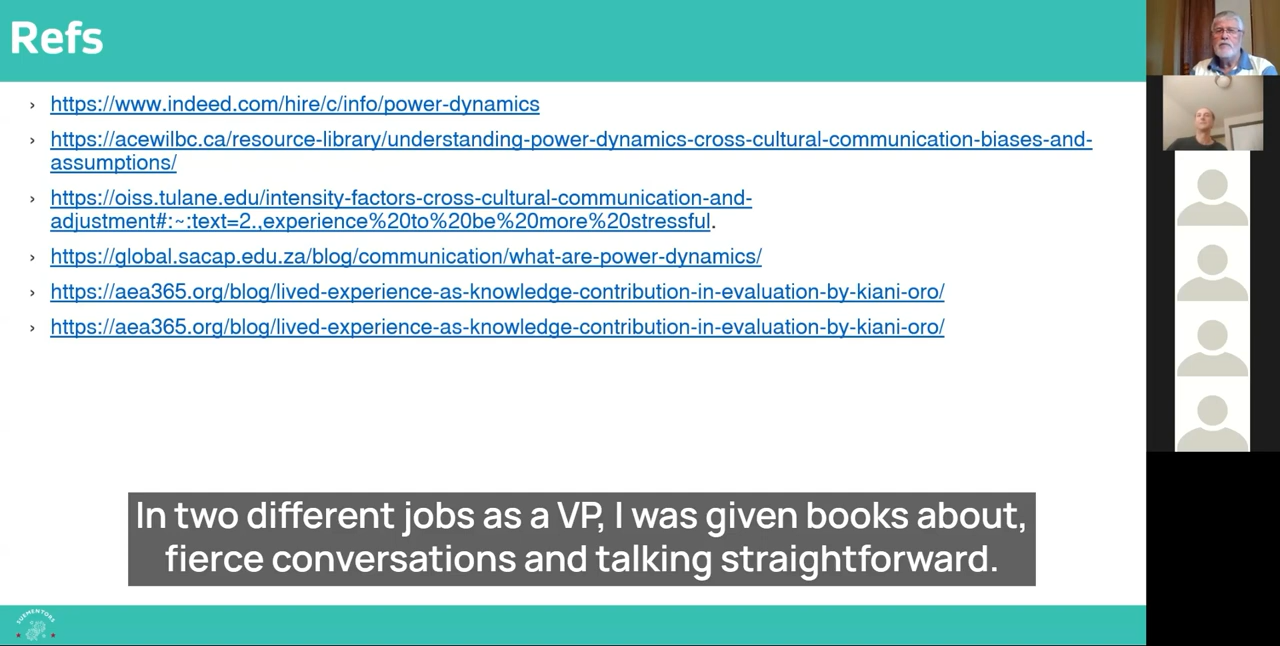 Refs
› https://www.indeed.com/hire/c/info/power-dynamics
› https://acewilbc.ca/resource-library/understanding-power-dynamics-cross-cultural-communication-biases-and-
assumptions/
› https://oiss.tulane.edu/intensity-factors-cross-cultural-communication-and-
adjustment#:~:text=2.,experience%20to%20be%20more%20stressful.
› https://global.sacap.edu.za/blog/communication/what-are-power-dynamics/
› https://aea365.org/blog/lived-experience-as-knowledge-contribution-in-evaluation-by-kiani-oro/
› https://aea365.org/blog/lived-experience-as-knowledge-contribution-in-evaluation-by-kiani-oro/
In two different jobs as a VP, I was given books about,
fierce conversations and talking straightforward.